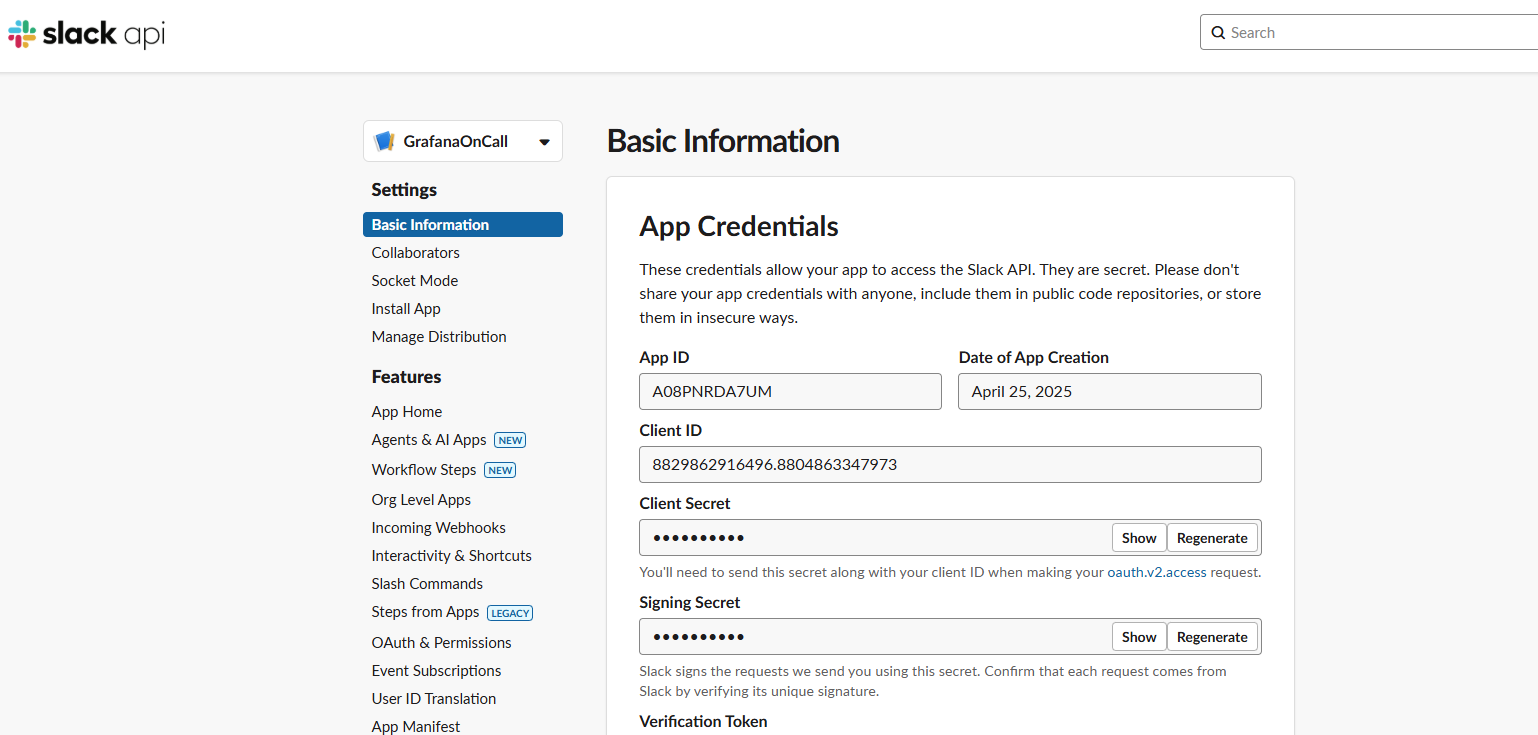 slack api
Search
GrafanaOnCall
Settings
Basic Information
Collaborators
Socket Mode
Install App
Manage Distribution
Features
App Home
Agents & AI Apps NEW
Workflow Steps NEW
Org Level Apps
Incoming Webhooks
Interactivity & Shortcuts
Slash Commands
Steps from Apps LEGACY
OAuth & Permissions
Event Subscriptions
User ID Translation
App Manifest
Basic Information
App Credentials
These credentials allow your app to access the Slack API. They are secret. Please don't
share your app credentials with anyone, include them in public code repositories, or store
them in insecure ways.
App ID
A08PNRDA7UM
Date of App Creation
April 25, 2025
Client ID
8829862916496.8804863347973
Client Secret
•••••••••• Show Regenerate
You'll need to send this secret along with your client ID when making your oauth.v2.access request.
Signing Secret
•••••••••• Show Regenerate
Slack signs the requests we send you using this secret. Confirm that each request comes from
Slack by verifying its unique signature.
Verification Token